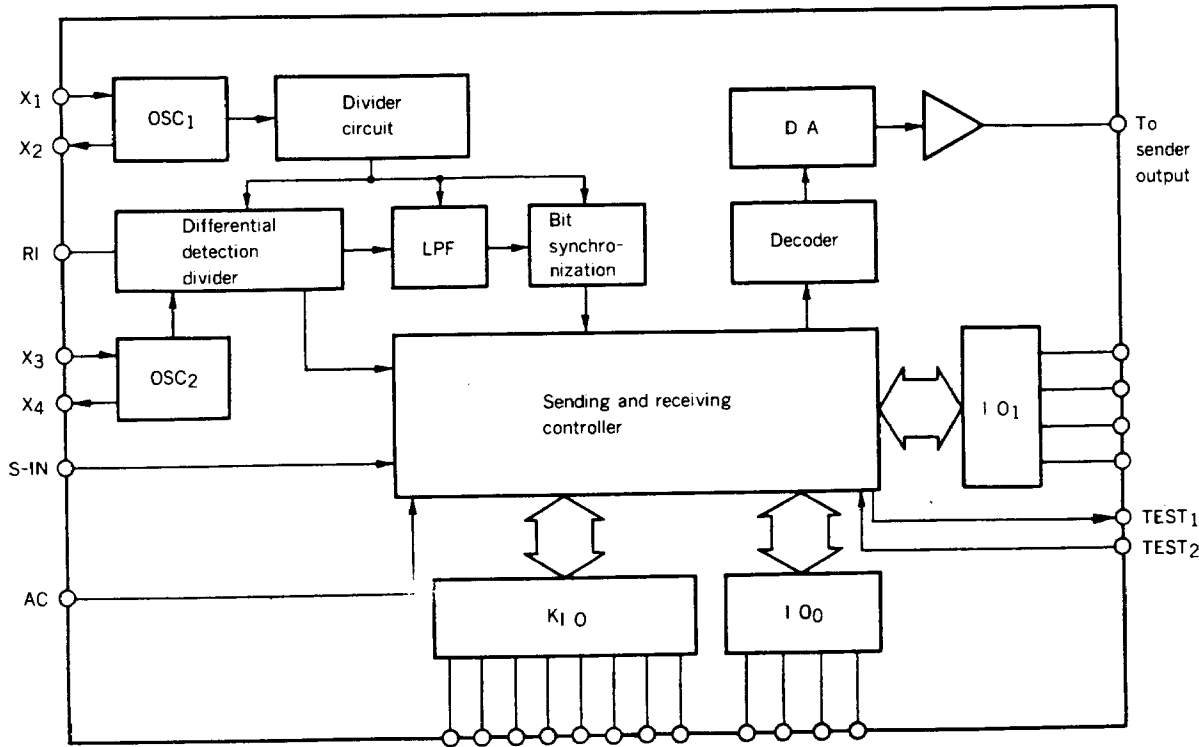 X1
OSC1
X2
Divider
circuit
D A
To
sender
output
RI
Differential
detection
divider
LPF
Bit
synchro-
nization
Decoder
X3
OSC2
X4
Sending and receiving
controller
I O1
S-IN
TEST1
TEST2
AC
KI O
I O0